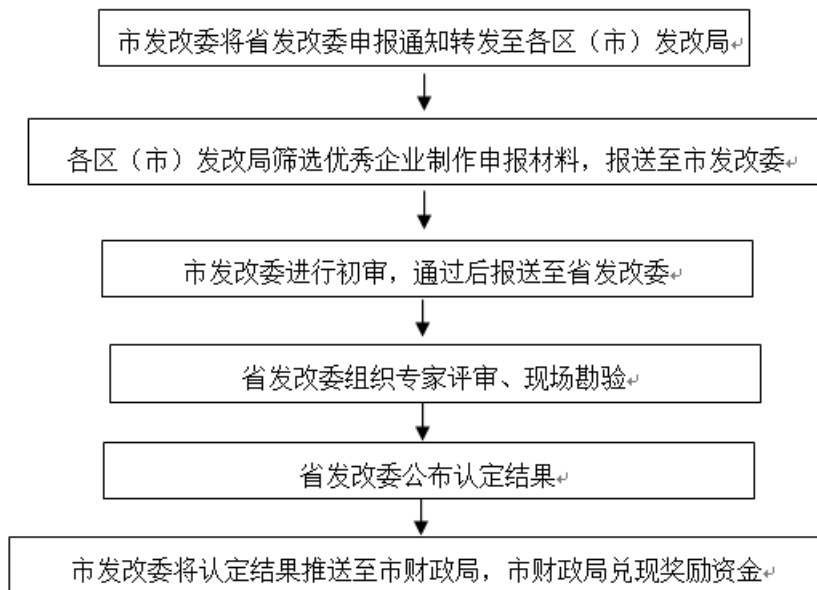 市发改委将省发改委申报通知转发至各区（市）发改局
各区（市）发改局筛选优秀企业制作申报材料，报送至市发改委
市发改委进行初审，通过后报送至省发改委
省发改委组织专家评审、现场勘验
省发改委公布认定结果
市发改委将认定结果推送至市财政局，市财政局兑现奖励资金